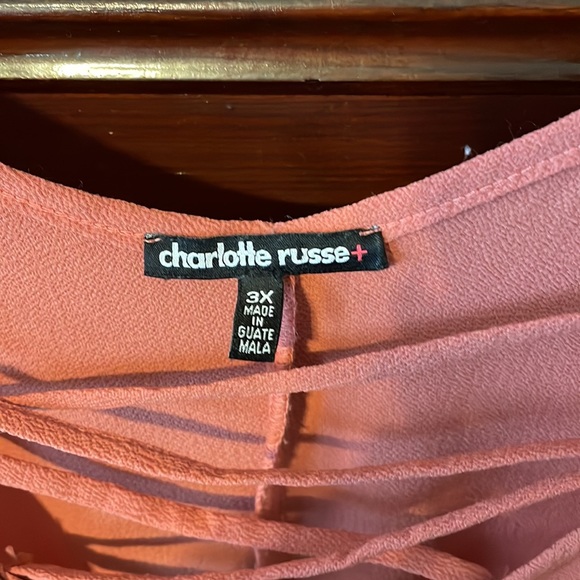 charlotte russe+
3X
MADE
IN
GUATE
MALA